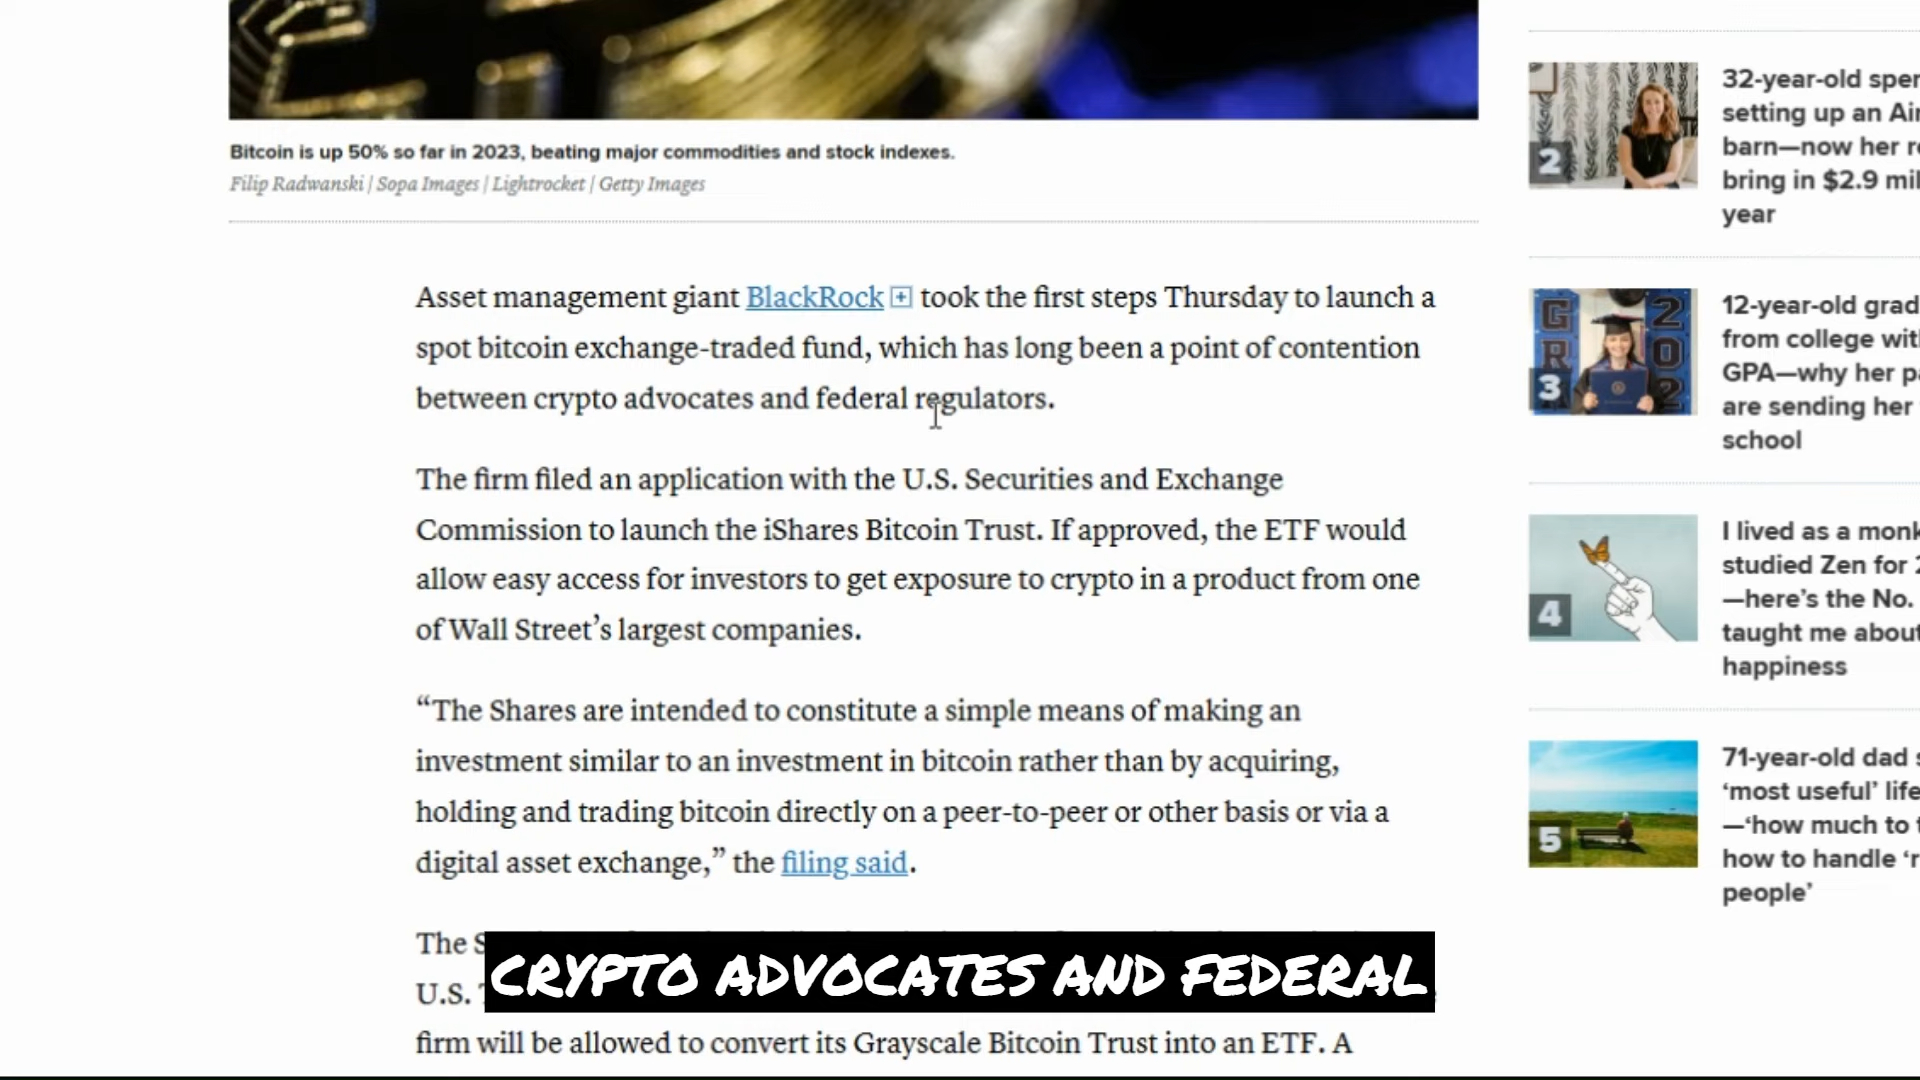 Bitcoin is up 50% so far in 2023, beating major commodities and stock indexes.
Filip Radwanski | Sopa Images | Lightrocket | Getty Images
Asset management giant BlackRock took the first steps Thursday to launch a
spot bitcoin exchange-traded fund, which has long been a point of contention
between crypto advocates and federal regulators.
The firm filed an application with the U.S. Securities and Exchange
Commission to launch the iShares Bitcoin Trust. If approved, the ETF would
allow easy access for investors to get exposure to crypto in a product from one
of Wall Street’s largest companies.
“The Shares are intended to constitute a simple means of making an
investment similar to an investment in bitcoin rather than by acquiring,
holding and trading bitcoin directly on a peer-to-peer or other basis or via a
digital asset exchange,” the filing said.
The
U.S.
firm will be allowed to convert its Grayscale Bitcoin Trust into an ETF. A
CRYPTO ADVOCATES AND FEDERAL
2
32-year-old
setting up an
barn—now her
bring in $2.9
year
3
12-year-old
from college
GPA—why her
are sending her
school
4
I lived as a
studied Zen for
—here’s the No.
taught me about
happiness
5
71-year-old dad
‘most useful’
—‘how much to
how to handle
people’